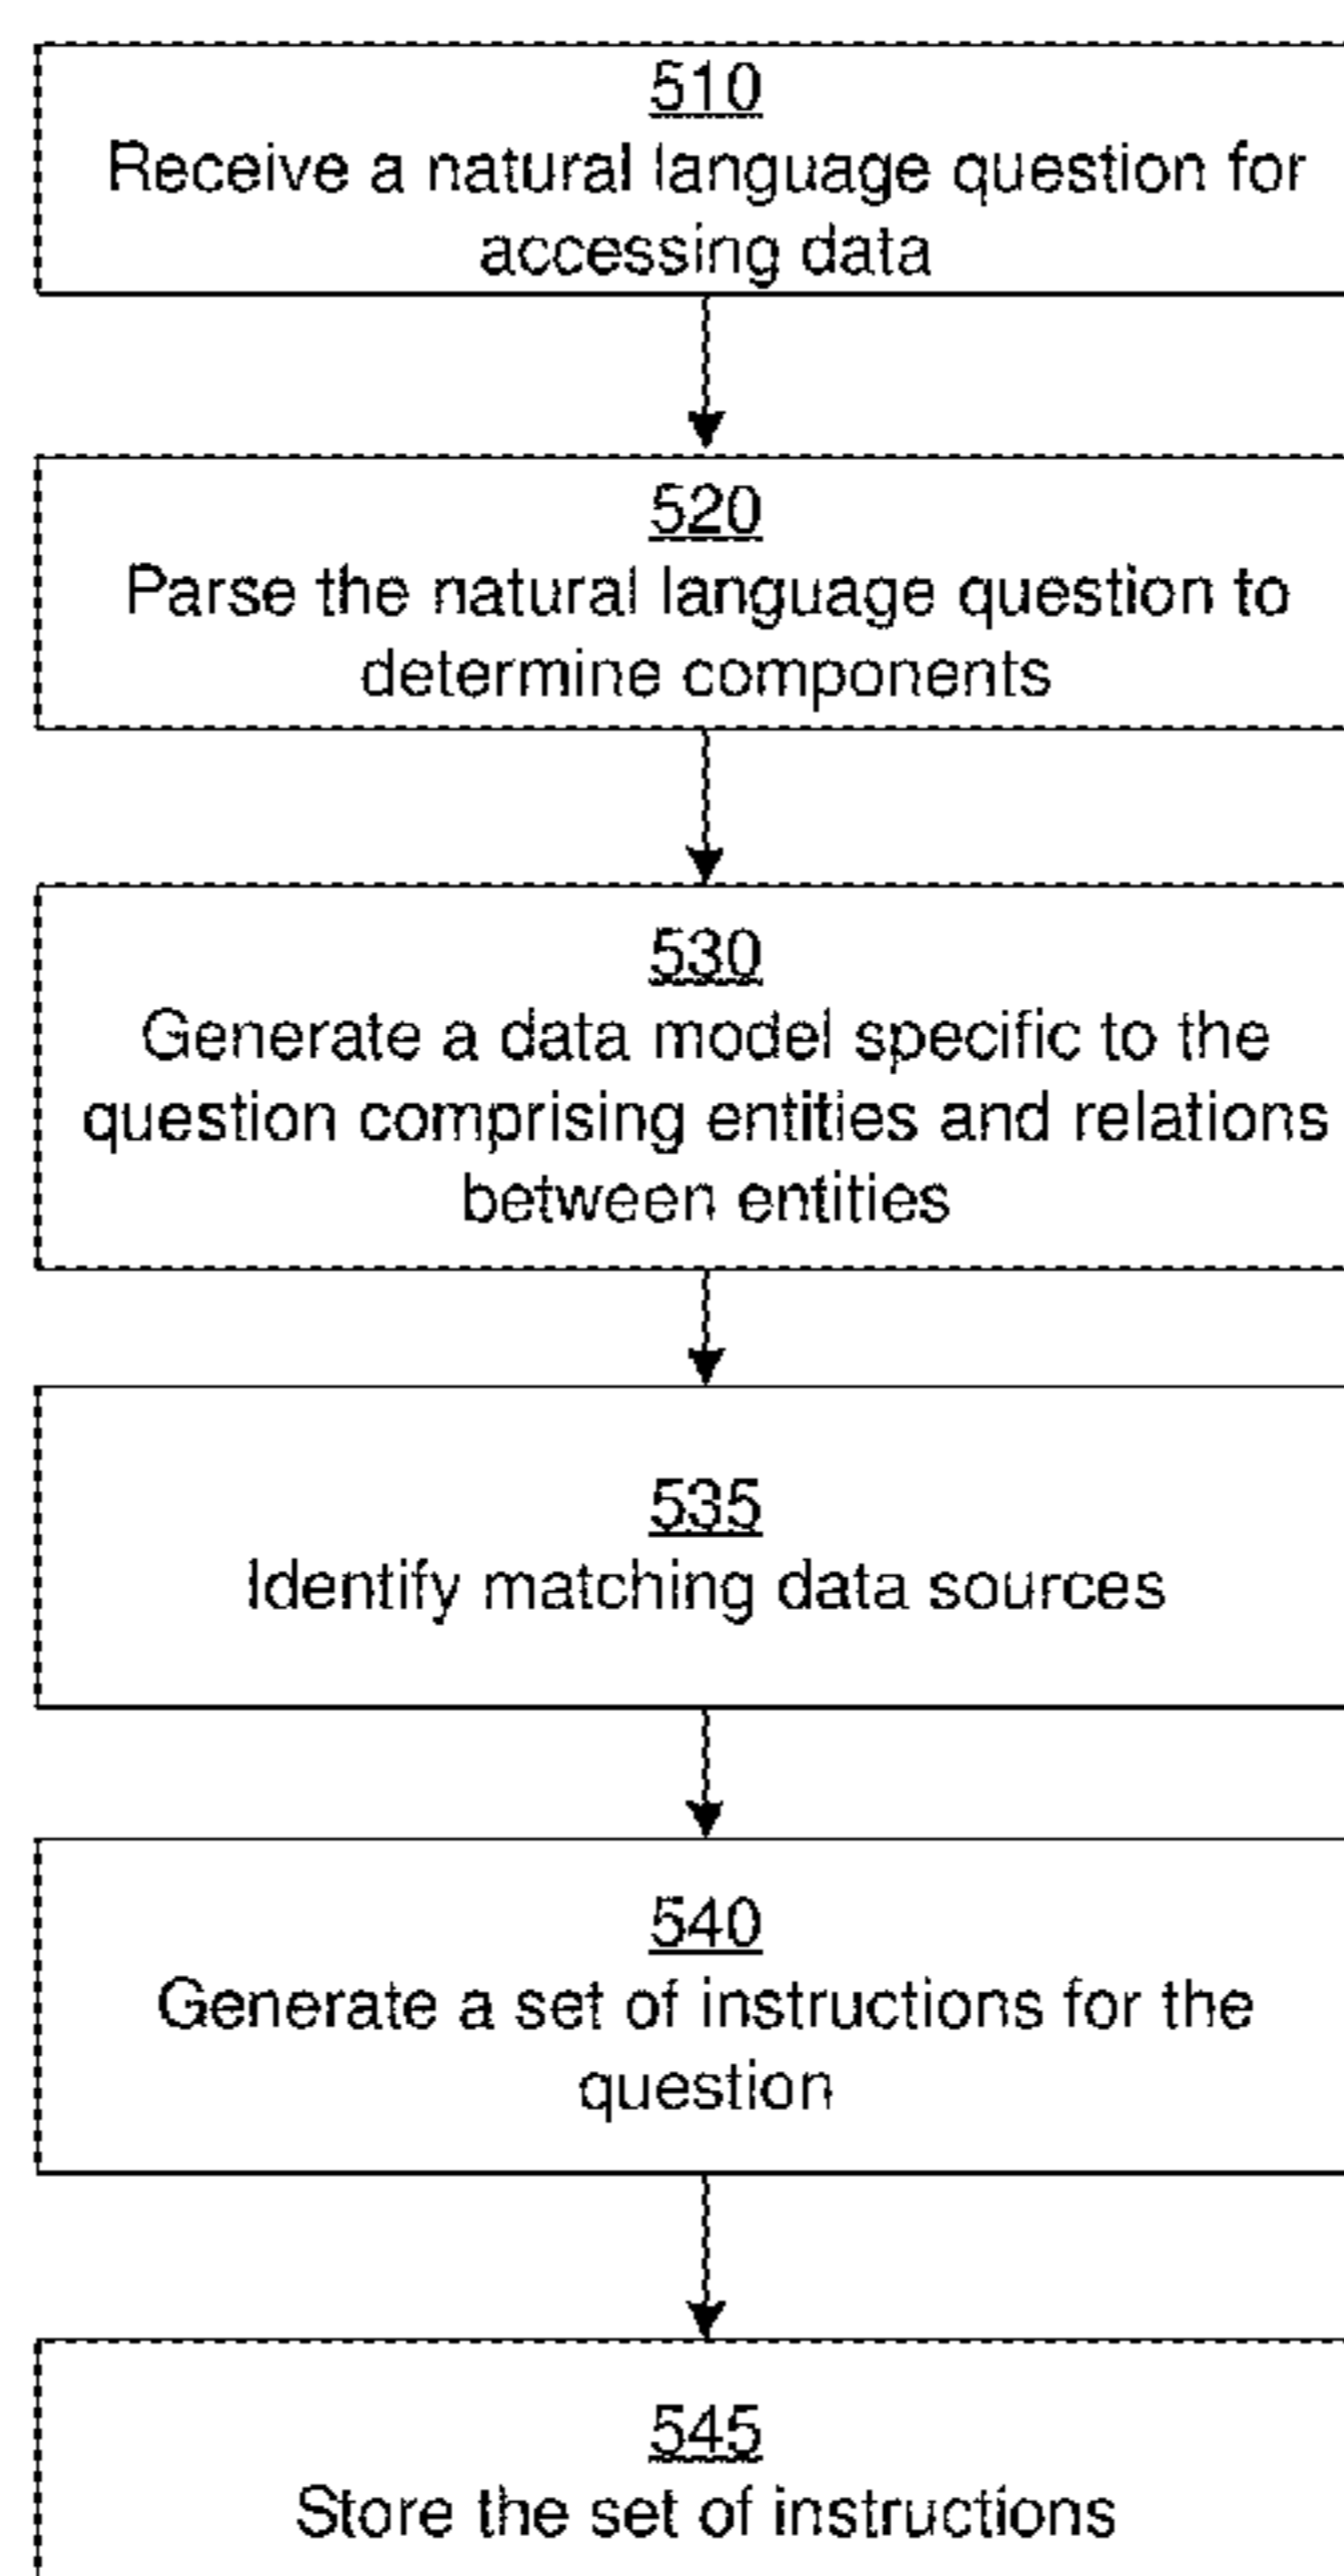 510
Receive a natural language question for
accessing data
520
Parse the natural language question to
determine components
530
Generate a data model specific to the
question comprising entities and relations
between entities
535
Identify matching data sources
540
Generate a set of instructions for the
question
545
Store the set of instructions